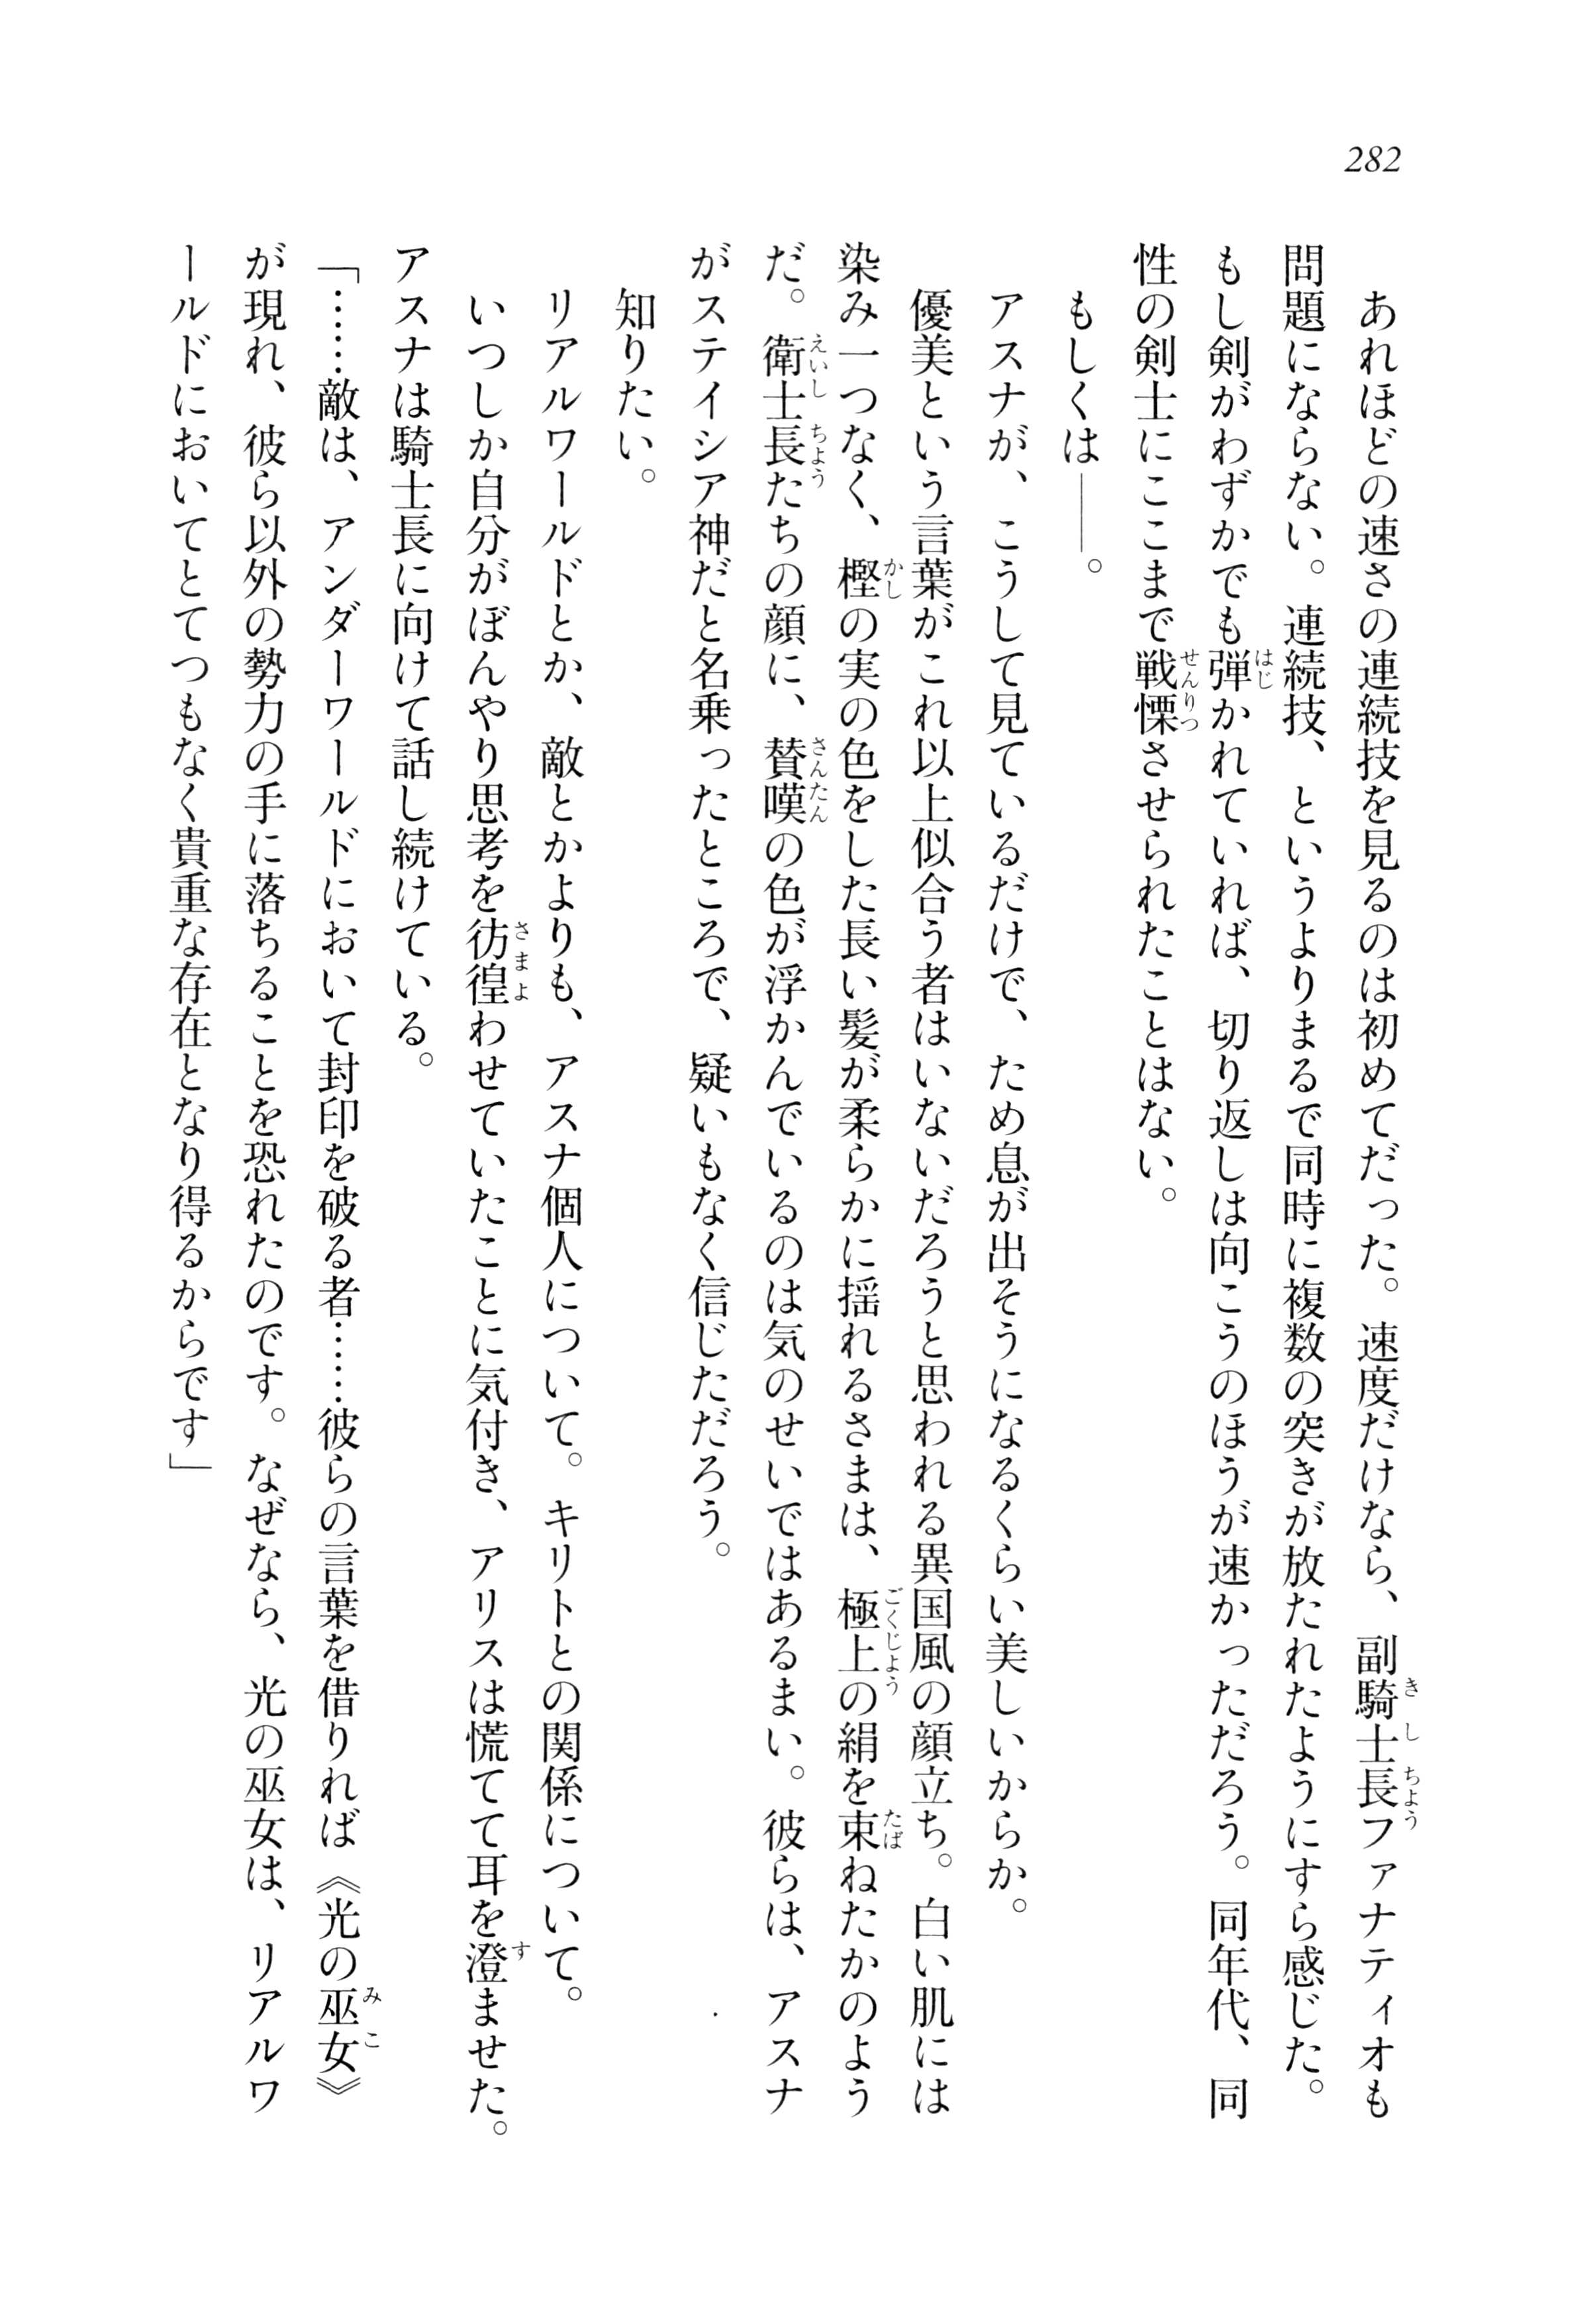 282
　あれほどの速さの連続技を見るのは初めてだった。速度だけなら、副騎士長ファナティオも
問題にならない。連続技、というよりまるで同時に複数の突きが放たれたようにすら感じた。
もし剣がわずかでも弾かれていれば、切り返しは向こうのほうが速かっただろう。同年代、同
性の剣士にここまで戦慄させられたことはない。
　もしくは――。
　アスナが、こうして見ているだけで、ため息が出そうになるくらい美しいからか。
　優美という言葉がこれ以上似合う者はいないだろうと思われる異国風の顔立ち。白い肌には
染み一つなく、樫の実の色をした長い髪が柔らかに揺れるさまは、極上の絹を束ねたかのよう
だ。衛士長たちの顔に、賛嘆の色が浮かんでいるのは気のせいではあるまい。彼らは、アスナ
がステイシア神だと名乗ったところで、疑いもなく信じただろう。
　知りたい。
　リアルワールドとか、敵とかよりも、アスナ個人について。キリトとの関係について。
　いつしか自分がぼんやり思考を彷徨わせていたことに気付き、アリスは慌てて耳を澄ませた。
アスナは騎士長に向けて話し続けている。
「……敵は、アンダーワールドにおいて封印を破る者……彼らの言葉を借りれば《光の巫女》
が現れ、彼ら以外の勢力の手に落ちることを恐れたのです。なぜなら、光の巫女は、リアルワ
ールドにおいてとてつもなく貴重な存在となり得るからです」